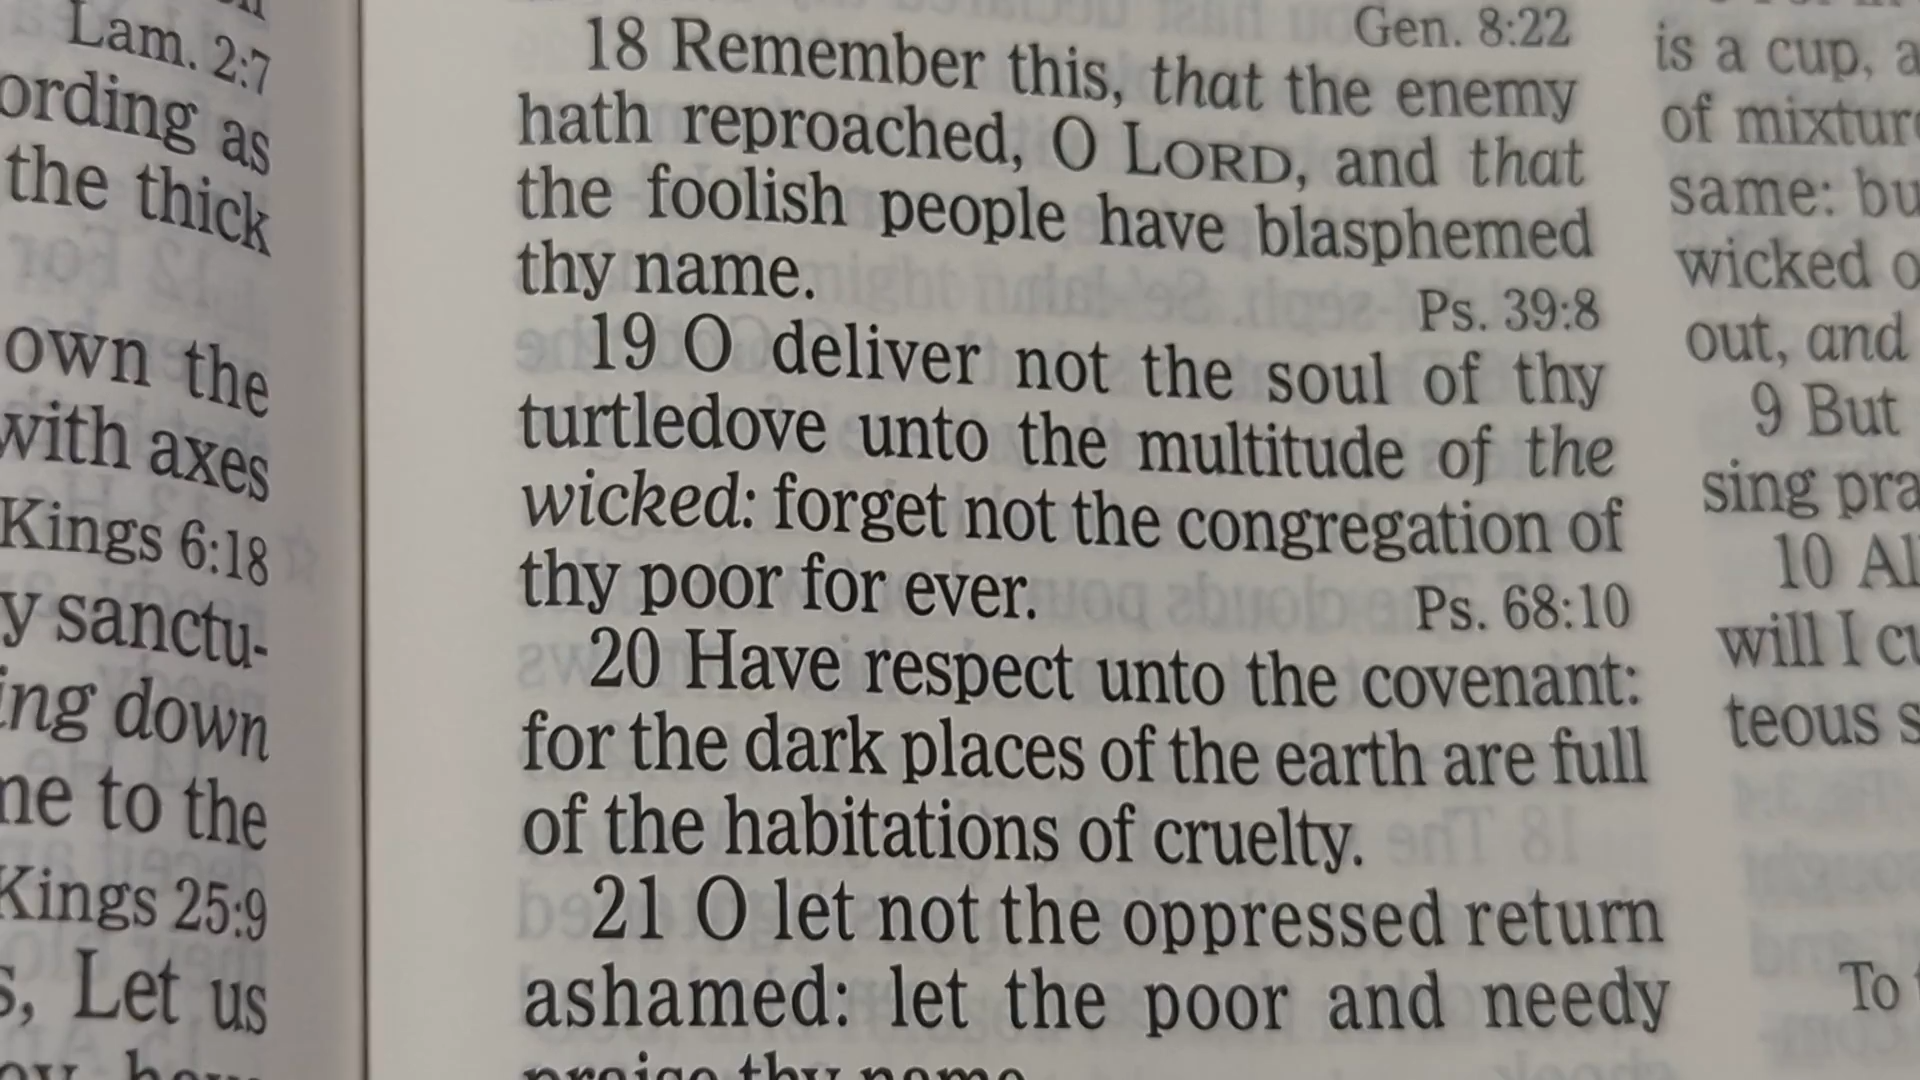 Lam. 2:7
ording as
the thick
own the
with axes
Kings 6:18
y sanctu-
ing down
me to the
Kings 25:9
s, Let us
Gen. 8:22
18 Remember this, that the enemy
hath reproached, O LORD, and that
the foolish people have blasphemed
thy name.
Ps. 39:8
19 O deliver not the soul of thy
turtledove unto the multitude of the
wicked: forget not the congregation of
thy poor for ever.
Ps. 68:10
20 Have respect unto the covenant:
for the dark places of the earth are full
of the habitations of cruelty.
21 O let not the oppressed return
ashamed: let the poor and needy
praise thy name
is a cup, a
of mixture
same: bu
wicked o
out, and
9 But
sing pra
10 Al
will I cu
teous s
To